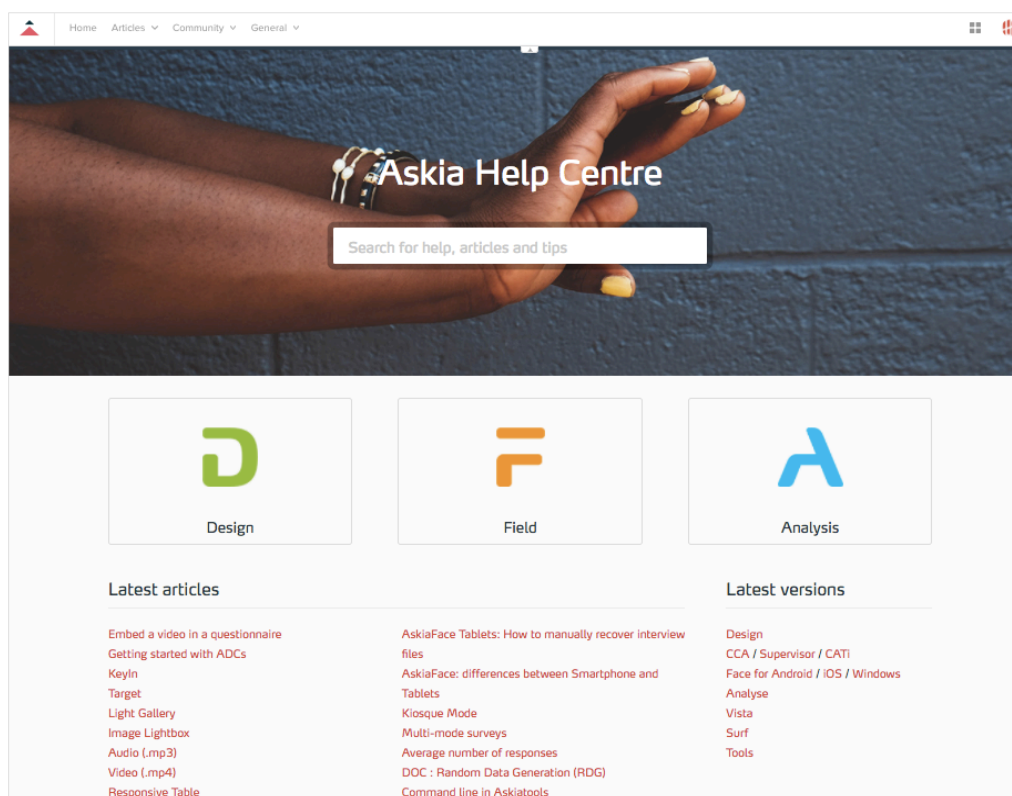 Home Articles Community General
Askia Help Centre
Search for help, articles and tips
Design
Field
Analysis
Latest articles
Embed a video in a questionnaire
Getting started with ADCs
KeyIn
Target
Light Gallery
Image Lightbox
Audio (.mp3)
Video (.mp4)
Responsive Table
AskiaFace Tablets: How to manually recover interview
files
AskiaFace: differences between Smartphone and
Tablets
Kiosque Mode
Multi-mode surveys
Average number of responses
DOC : Random Data Generation (RDG)
Command line in Askiatools
Latest versions
Design
CCA / Supervisor / CATi
Face for Android / iOS / Windows
Analyse
Vista
Surf
Tools